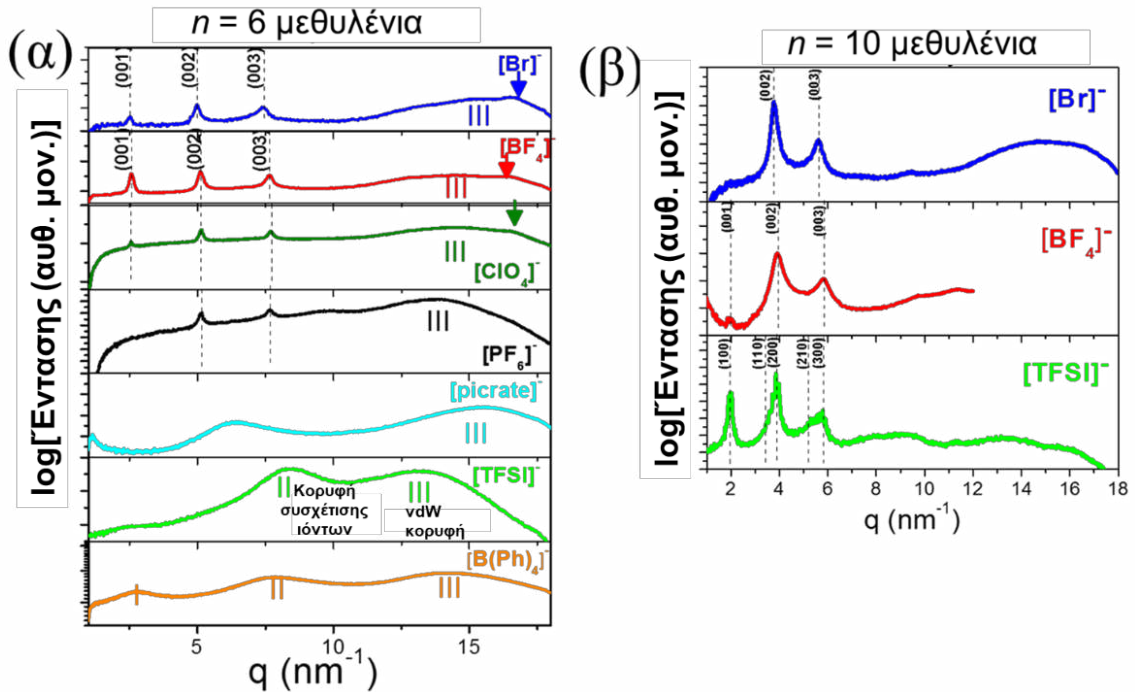 (α)
n = 6 μεθυλένια
log[Ένταση (αυθ. μον.)]
(001)
(002)
(003)
[Br]⁻
III
(001)
(002)
(003)
[BF₄]⁻
III
III
[ClO₄]⁻
III
[PF₆]⁻
[picrate]⁻
III
[TFSI]⁻
II Κορυφή
συσχέτισης
ιόντων
III
vdW
κορυφή
[B(Ph)₄]⁻
I
II
III
5
10
15
q (nm⁻¹)
(β)
n = 10 μεθυλένια
log[Έντασης (αυθ. μον.)]
(002)
(003)
[Br]⁻
(001)
(002)
(003)
[BF₄]⁻
(100)
(110)
(200)
(210)
(300)
[TFSI]⁻
2
4
6
8
10
12
14
16
18
q (nm⁻¹)